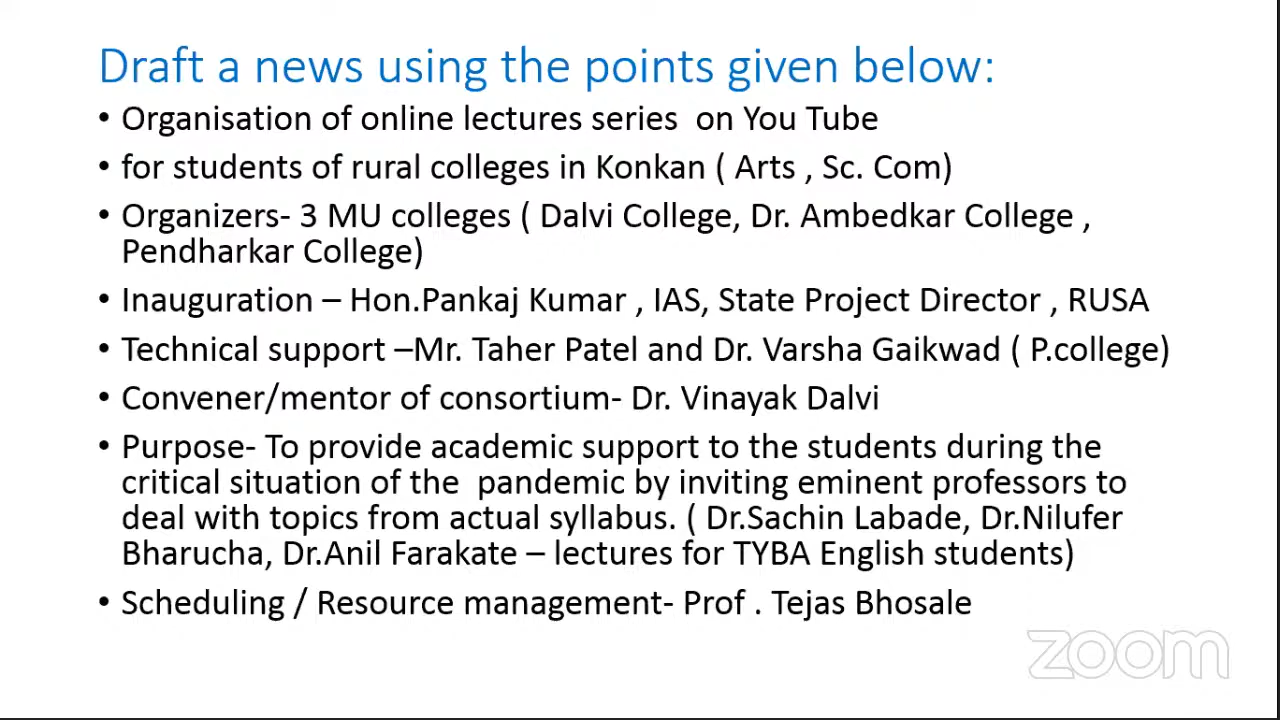 Draft a news using the points given below:
• Organisation of online lectures series on You Tube
• for students of rural colleges in Konkan ( Arts , Sc. Com)
• Organizers- 3 MU colleges ( Dalvi College, Dr. Ambedkar College ,
Pendharkar College)
• Inauguration – Hon.Pankaj Kumar , IAS, State Project Director , RUSA
• Technical support –Mr. Taher Patel and Dr. Varsha Gaikwad ( P.college)
• Convener/mentor of consortium- Dr. Vinayak Dalvi
• Purpose- To provide academic support to the students during the
critical situation of the pandemic by inviting eminent professors to
deal with topics from actual syllabus. ( Dr.Sachin Labade, Dr.Nilufer
Bharucha, Dr.Anil Farakate – lectures for TYBA English students)
• Scheduling / Resource management- Prof . Tejas Bhosale
zoom